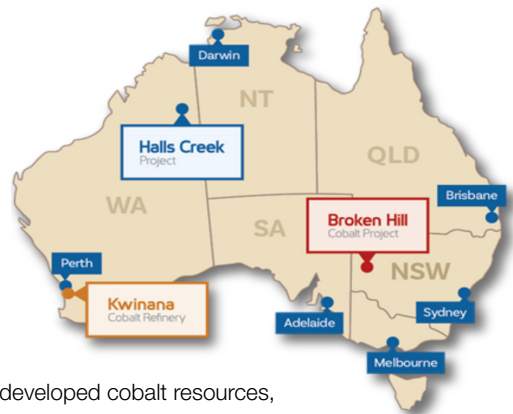 Darwin
NT
Halls Creek
Project
QLD
WA
Brisbane
Broken Hill
Cobalt Project
SA
NSW
Perth
Kwinana
Cobalt Refinery
Sydney
Adelaide
Melbourne
developed cobalt resources,